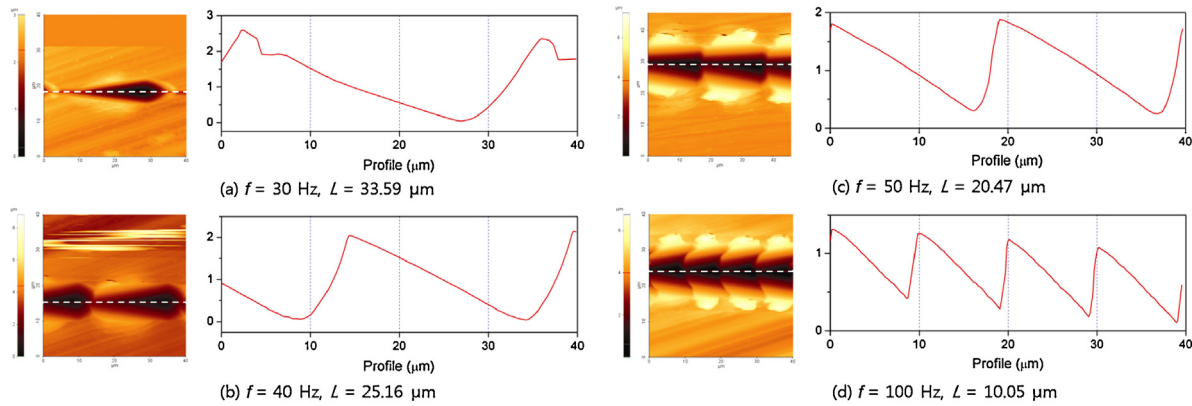 3
2
1
0
0 10 20 30 40
Profile (μm)
(a) f = 30 Hz, L = 33.59 μm
2
1
0
0 10 20 30 40
Profile (μm)
(b) f = 40 Hz, L = 25.16 μm
2
1
0
0 10 20 30 40
Profile (μm)
(c) f = 50 Hz, L = 20.47 μm
1
0
0 10 20 30 40
Profile (μm)
(d) f = 100 Hz, L = 10.05 μm